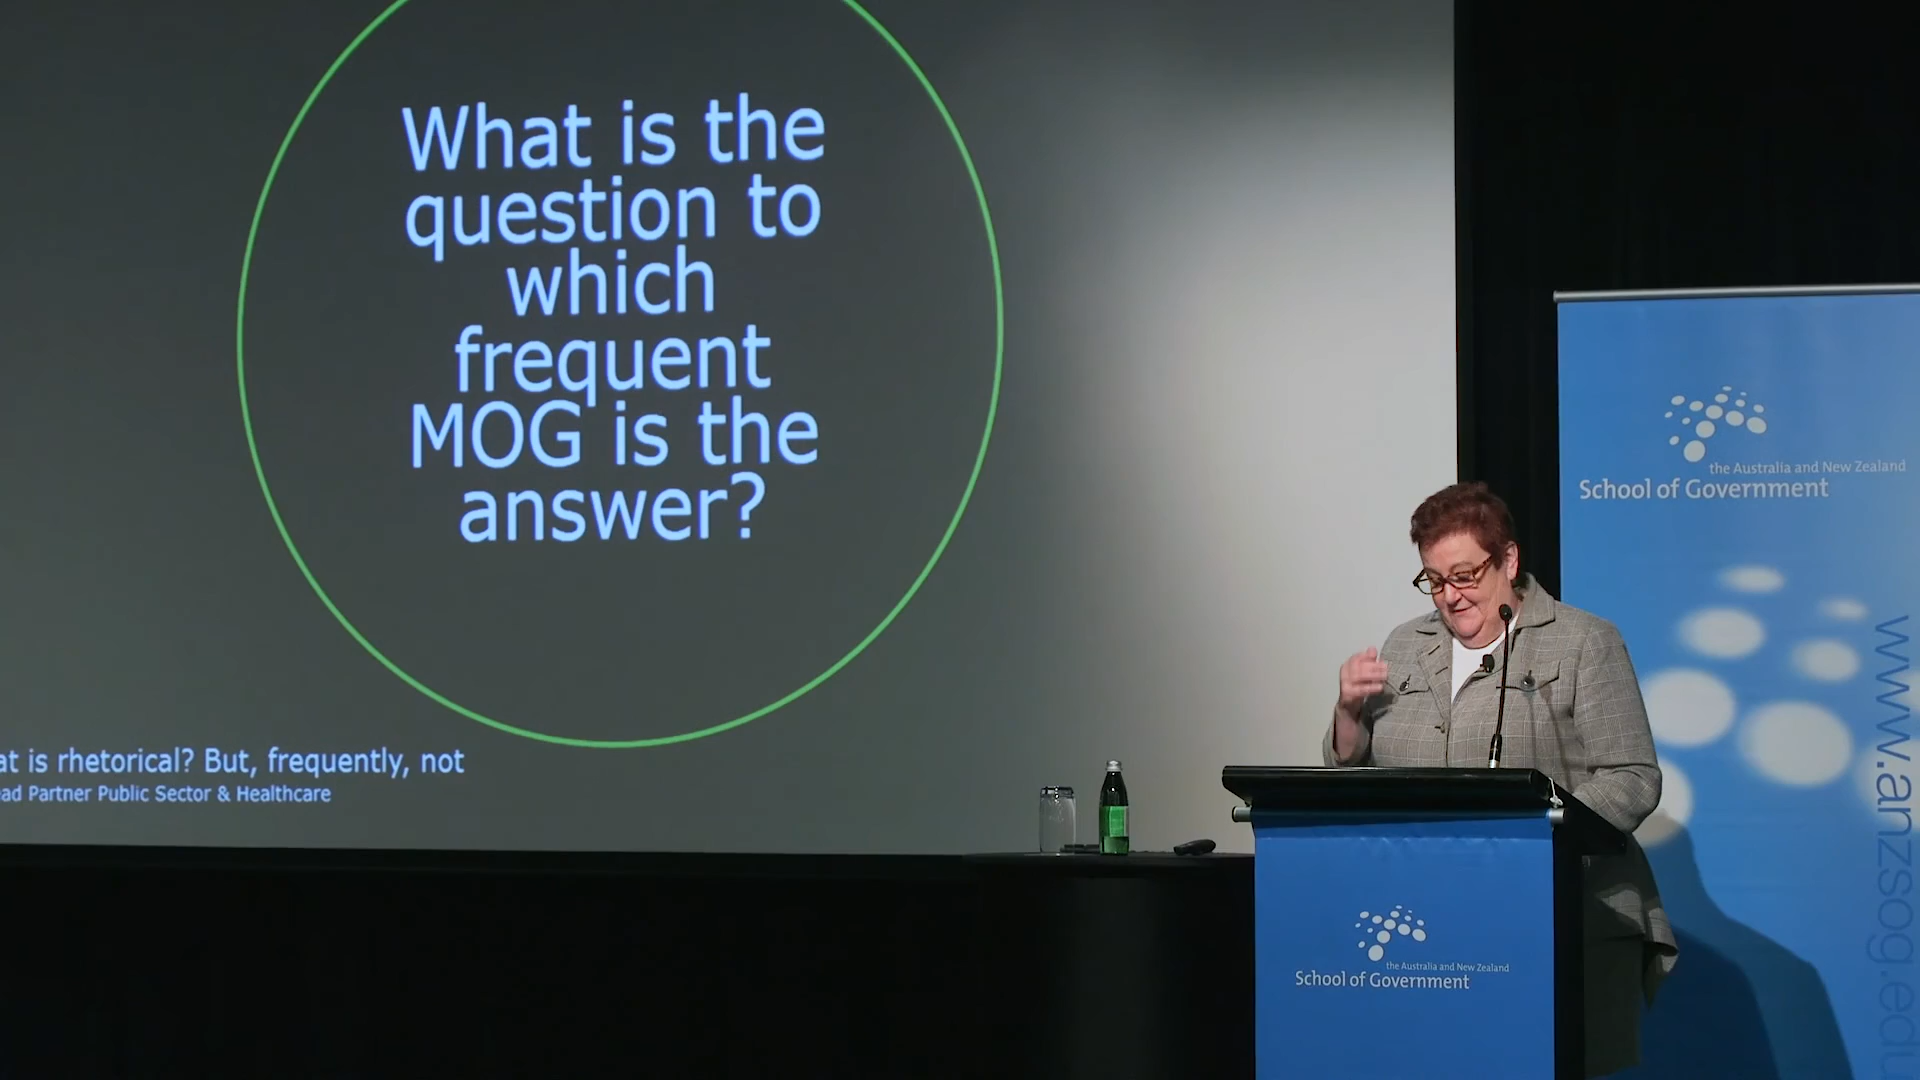 What is the
question to
which
frequent
MOG is the
answer?
at is rhetorical? But, frequently, not
ead Partner Public Sector & Healthcare
the Australia and New Zealand
School of Government
www.anzsog.edu
the Australia and New Zealand
School of Government